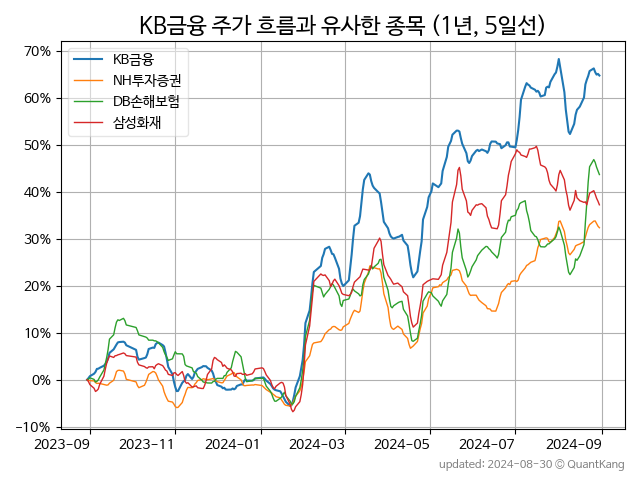 KB금융 주가 흐름과 유사한 종목 (1년, 5일선)
70%
60%
50%
40%
30%
20%
10%
0%
−10%
KB금융
NH투자증권
DB손해보험
삼성화재
2023-09
2023-11
2024-01
2024-03
2024-05
2024-07
2024-09
updated: 2024-08-30 © QuantKang